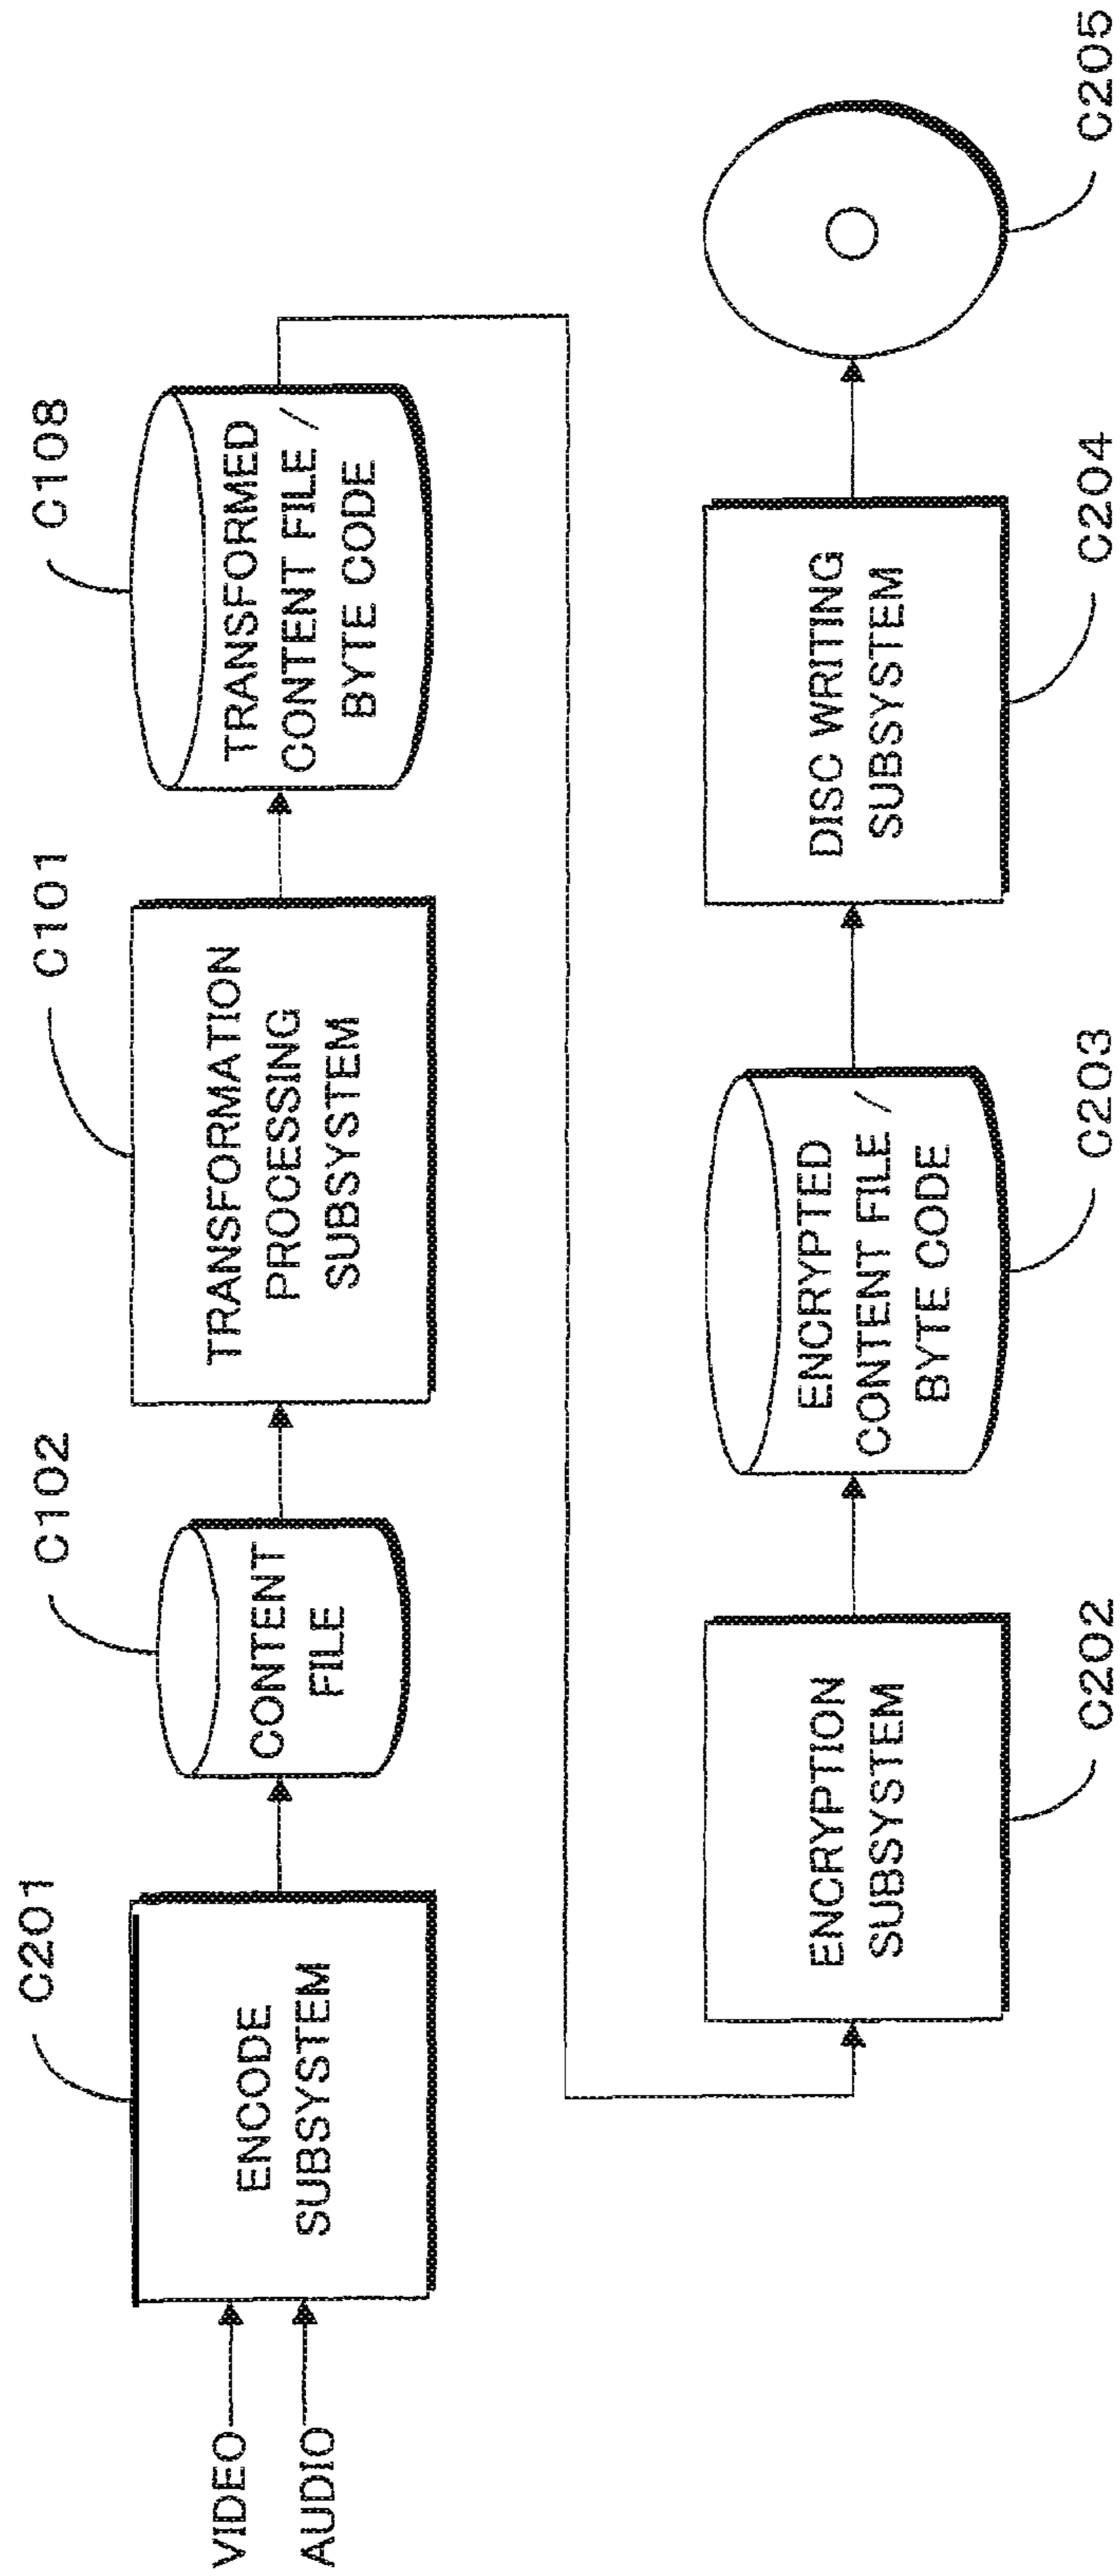 C201
C102
C101
C108
VIDEO
AUDIO
ENCODE
SUBSYSTEM
CONTENT
FILE
TRANSFORMATION
PROCESSING
SUBSYSTEM
TRANSFORMED
CONTENT FILE /
BYTE CODE
ENCRYPTION
SUBSYSTEM
ENCRYPTED
CONTENT FILE /
BYTE CODE
DISC WRITING
SUBSYSTEM
C202
C203
C204
C205